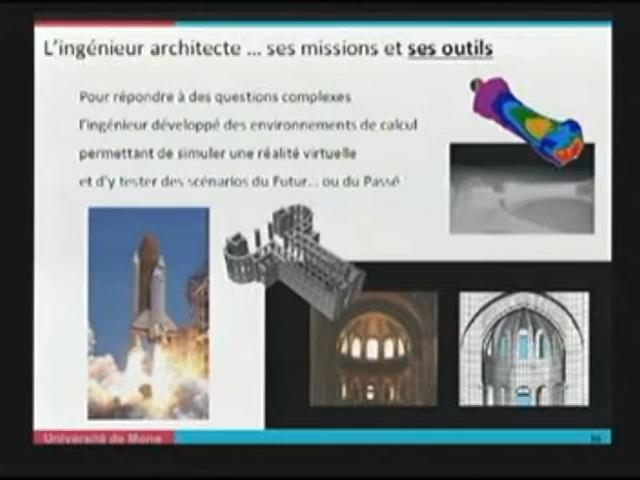 L'ingénieur architecte ... ses missions et ses outils
Pour répondre à des questions complexes
l'ingénieur développé des environnements de calcul
permettant de simuler une réalité virtuelle
et d'y tester des scénarios du Futur... ou du Passé
Université de Mons